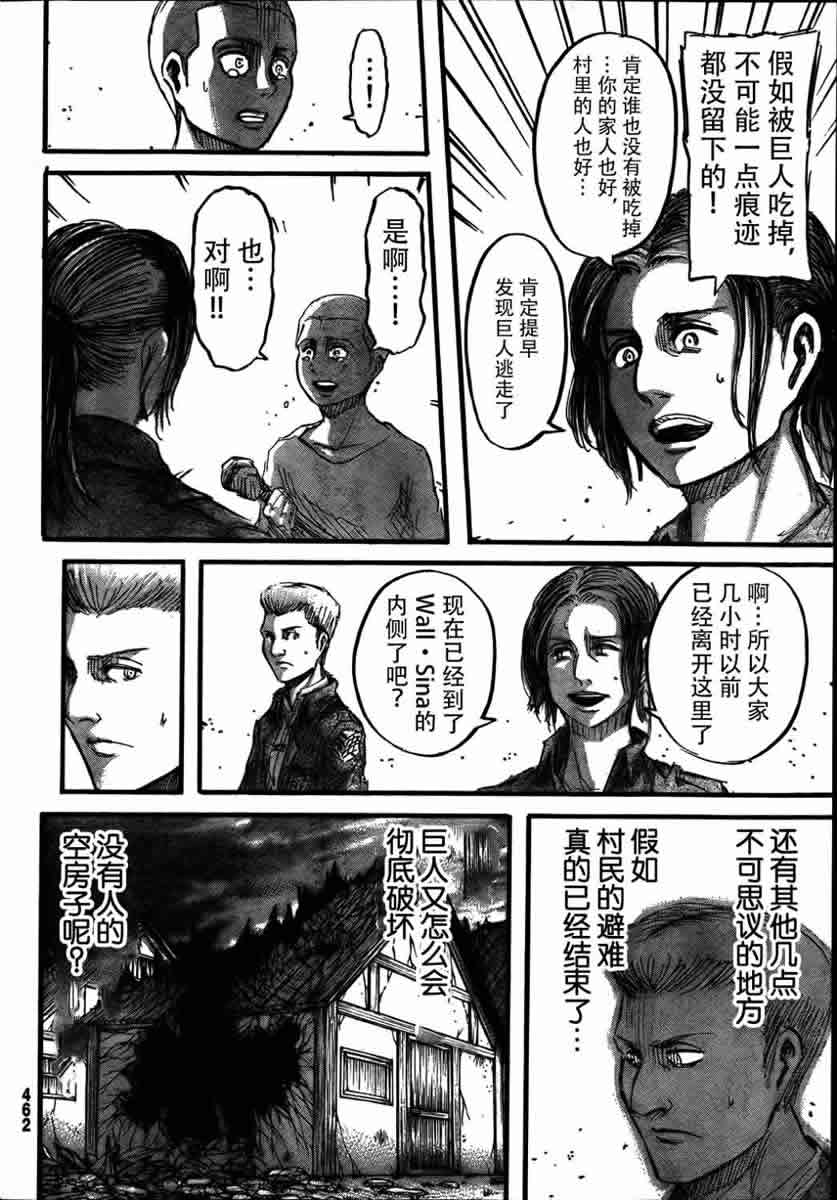 假如被巨人吃掉,
不可能一点痕迹
都没留下的！
肯定谁也没有被吃掉
…你的家人也好,
村里的人也好…
肯定提早
发现巨人逃走了
…！
是啊…！
也…
对啊!!
啊…所以大家
几小时以前
已经离开这里了
现在已经到了
Wall·Sina的
内侧了吧？
还有其他几点
不可思议的地方
假如
村民的避难
真的已经结束了…
巨人又怎么会
彻底破坏
没有人的
空房子呢？
462